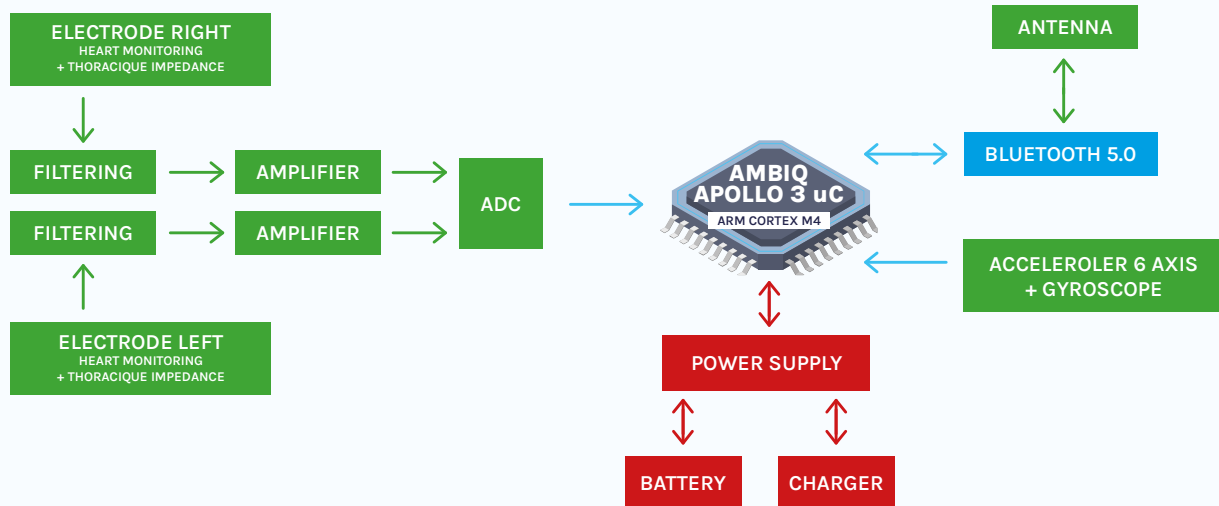 ELECTRODE RIGHT
HEART MONITORING
+ THORACIQUE IMPEDANCE
FILTERING
AMPLIFIER
FILTERING
AMPLIFIER
ADC
ELECTRODE LEFT
HEART MONITORING
+ THORACIQUE IMPEDANCE
AMBIQ
APOLLO 3 uC
ARM CORTEX M4
ANTENNA
BLUETOOTH 5.0
ACCELEROLER 6 AXIS
+ GYROSCOPE
POWER SUPPLY
BATTERY
CHARGER